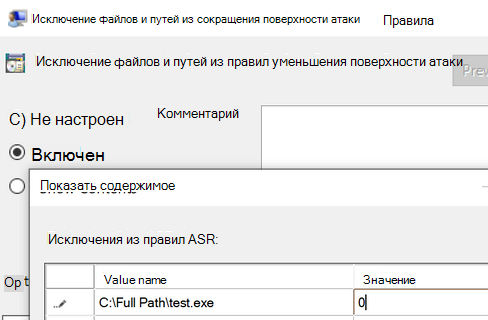 Исключение файлов и путей из сокращения поверхности атаки
Правила
Исключение файлов и путей из правил уменьшения поверхности атаки
Prev
C) Не настроен
Комментарий
Включен
Показать содержимое
Исключения из правил ASR:
Op t
Value name
Значение
C:\Full Path\test.exe
0